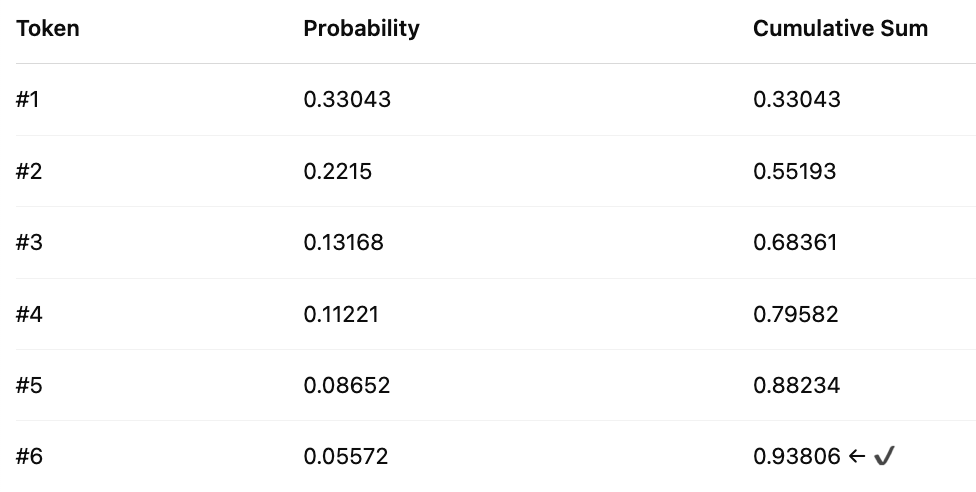 Token Probability Cumulative Sum
#1 0.33043 0.33043
#2 0.2215 0.55193
#3 0.13168 0.68361
#4 0.11221 0.79582
#5 0.08652 0.88234
#6 0.05572 0.93806 ← ✔